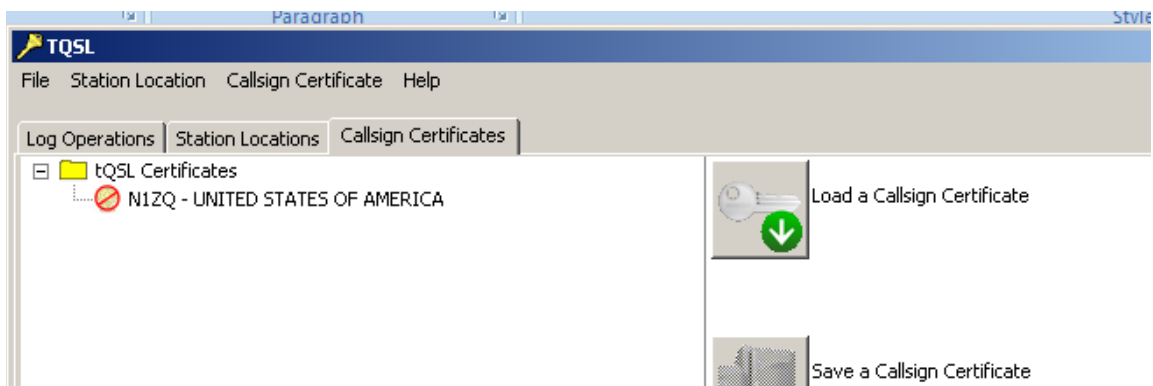 Paragraph Style
TQSL
File Station Location Callsign Certificate Help
Log Operations Station Locations Callsign Certificates
tQSL Certificates
N1ZQ - UNITED STATES OF AMERICA
Load a Callsign Certificate
Save a Callsign Certificate